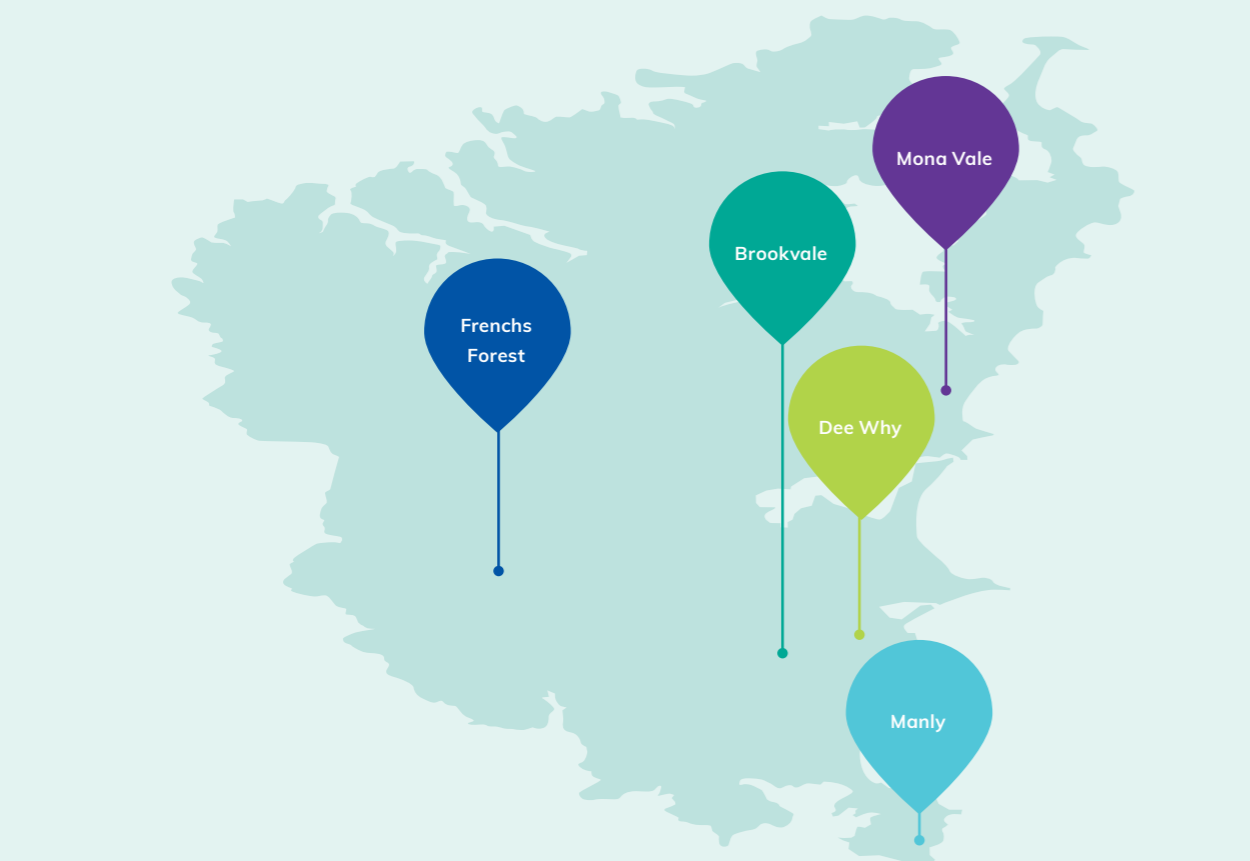 Mona Vale
Brookvale
Frenchs
Forest
Dee Why
Manly